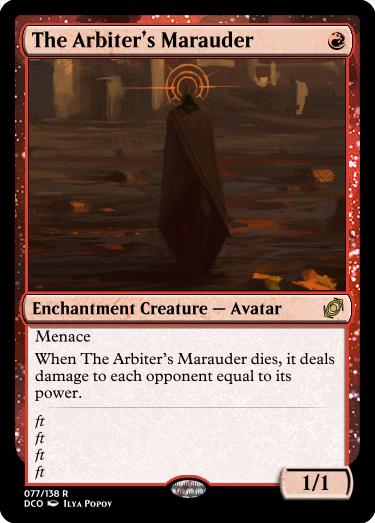 The Arbiter's Marauder
Enchantment Creature — Avatar
Menace
When The Arbiter's Marauder dies, it deals
damage to each opponent equal to its
power.
ft
ft
ft
ft
1/1
077/138 R
DCO Ilya Popov